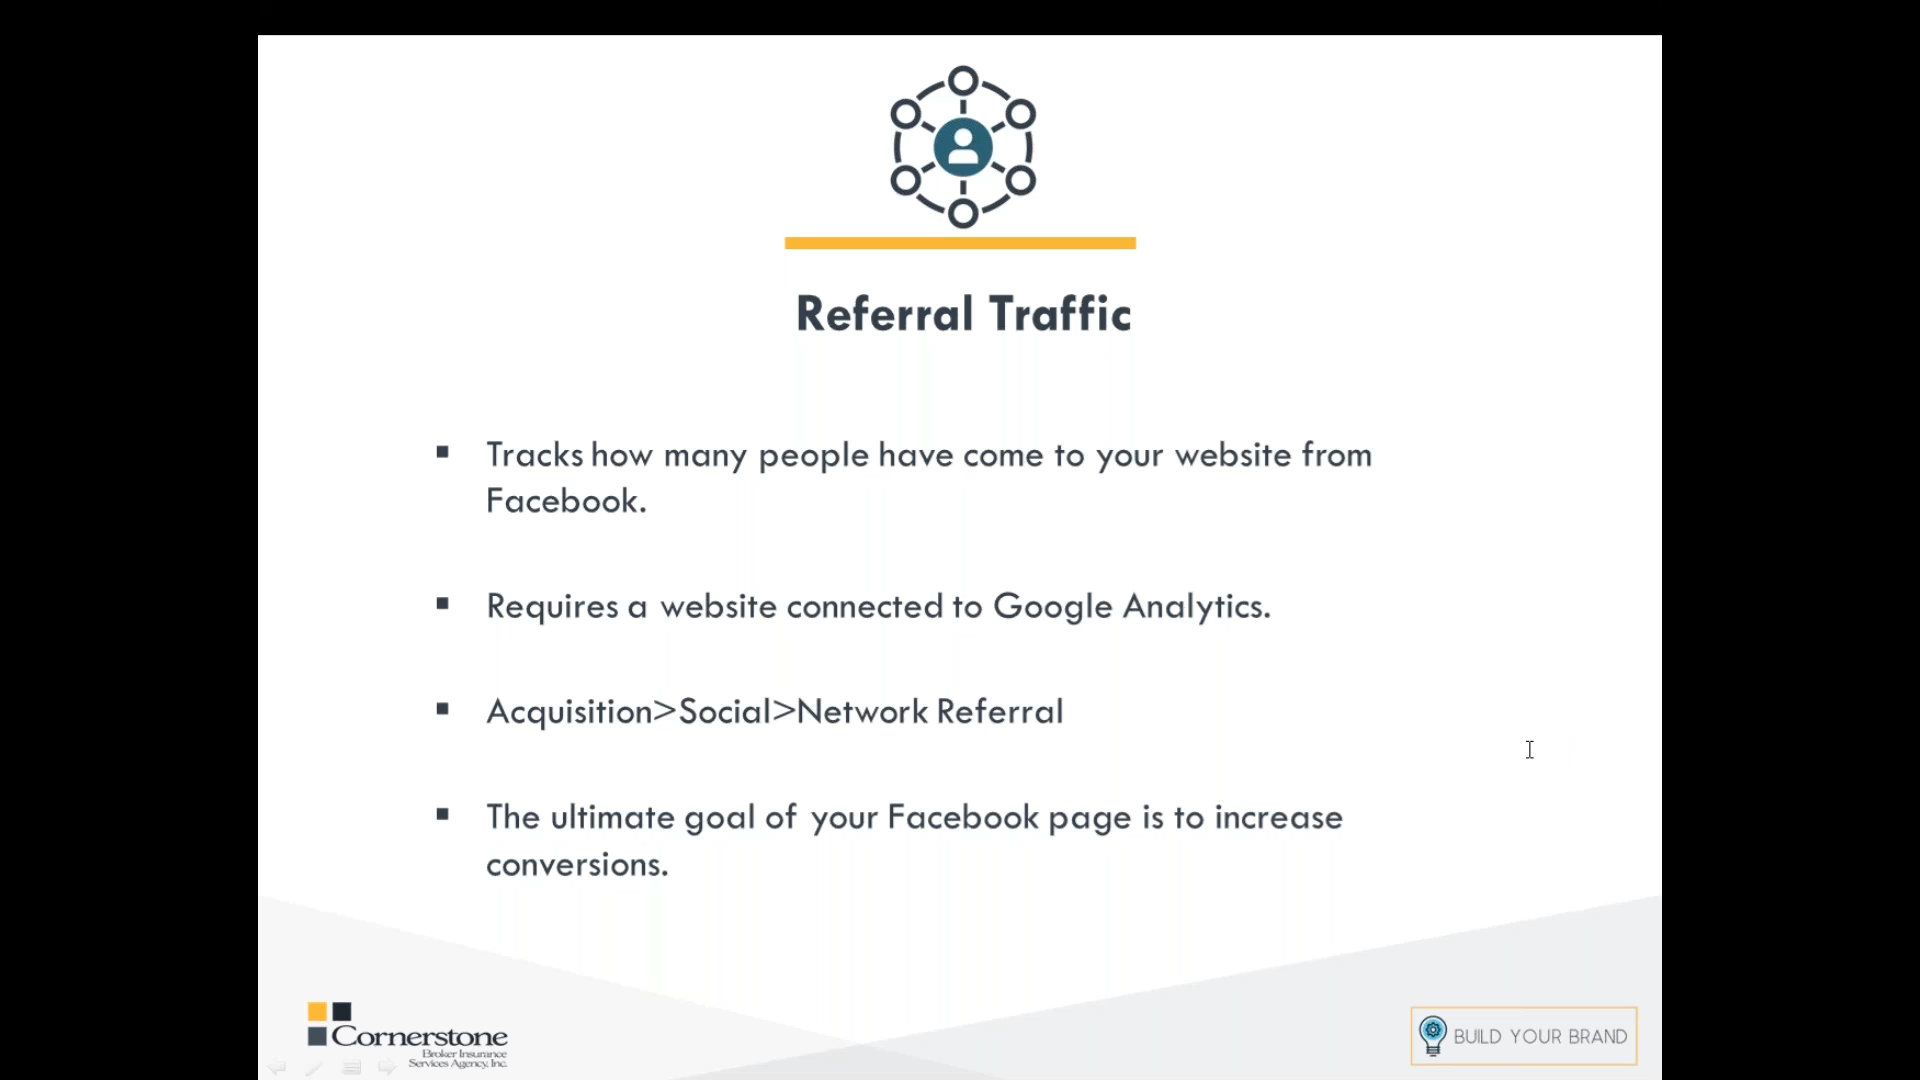 Referral Traffic
▪ Tracks how many people have come to your website from
Facebook.
▪ Requires a website connected to Google Analytics.
▪ Acquisition>Social>Network Referral
▪ The ultimate goal of your Facebook page is to increase
conversions.
Cornerstone
Broker Insurance
Services Agency, Inc.
BUILD YOUR BRAND